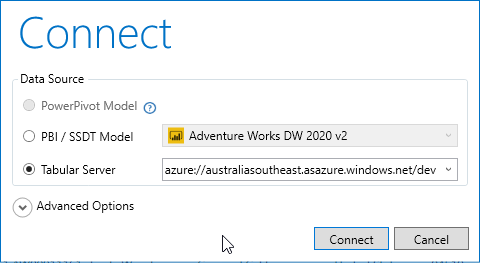 Connect
Data Source
PowerPivot Model ?
PBI / SSDT Model Adventure Works DW 2020 v2
Tabular Server azure://australiasoutheast.asazure.windows.net/dev
Advanced Options
Connect Cancel